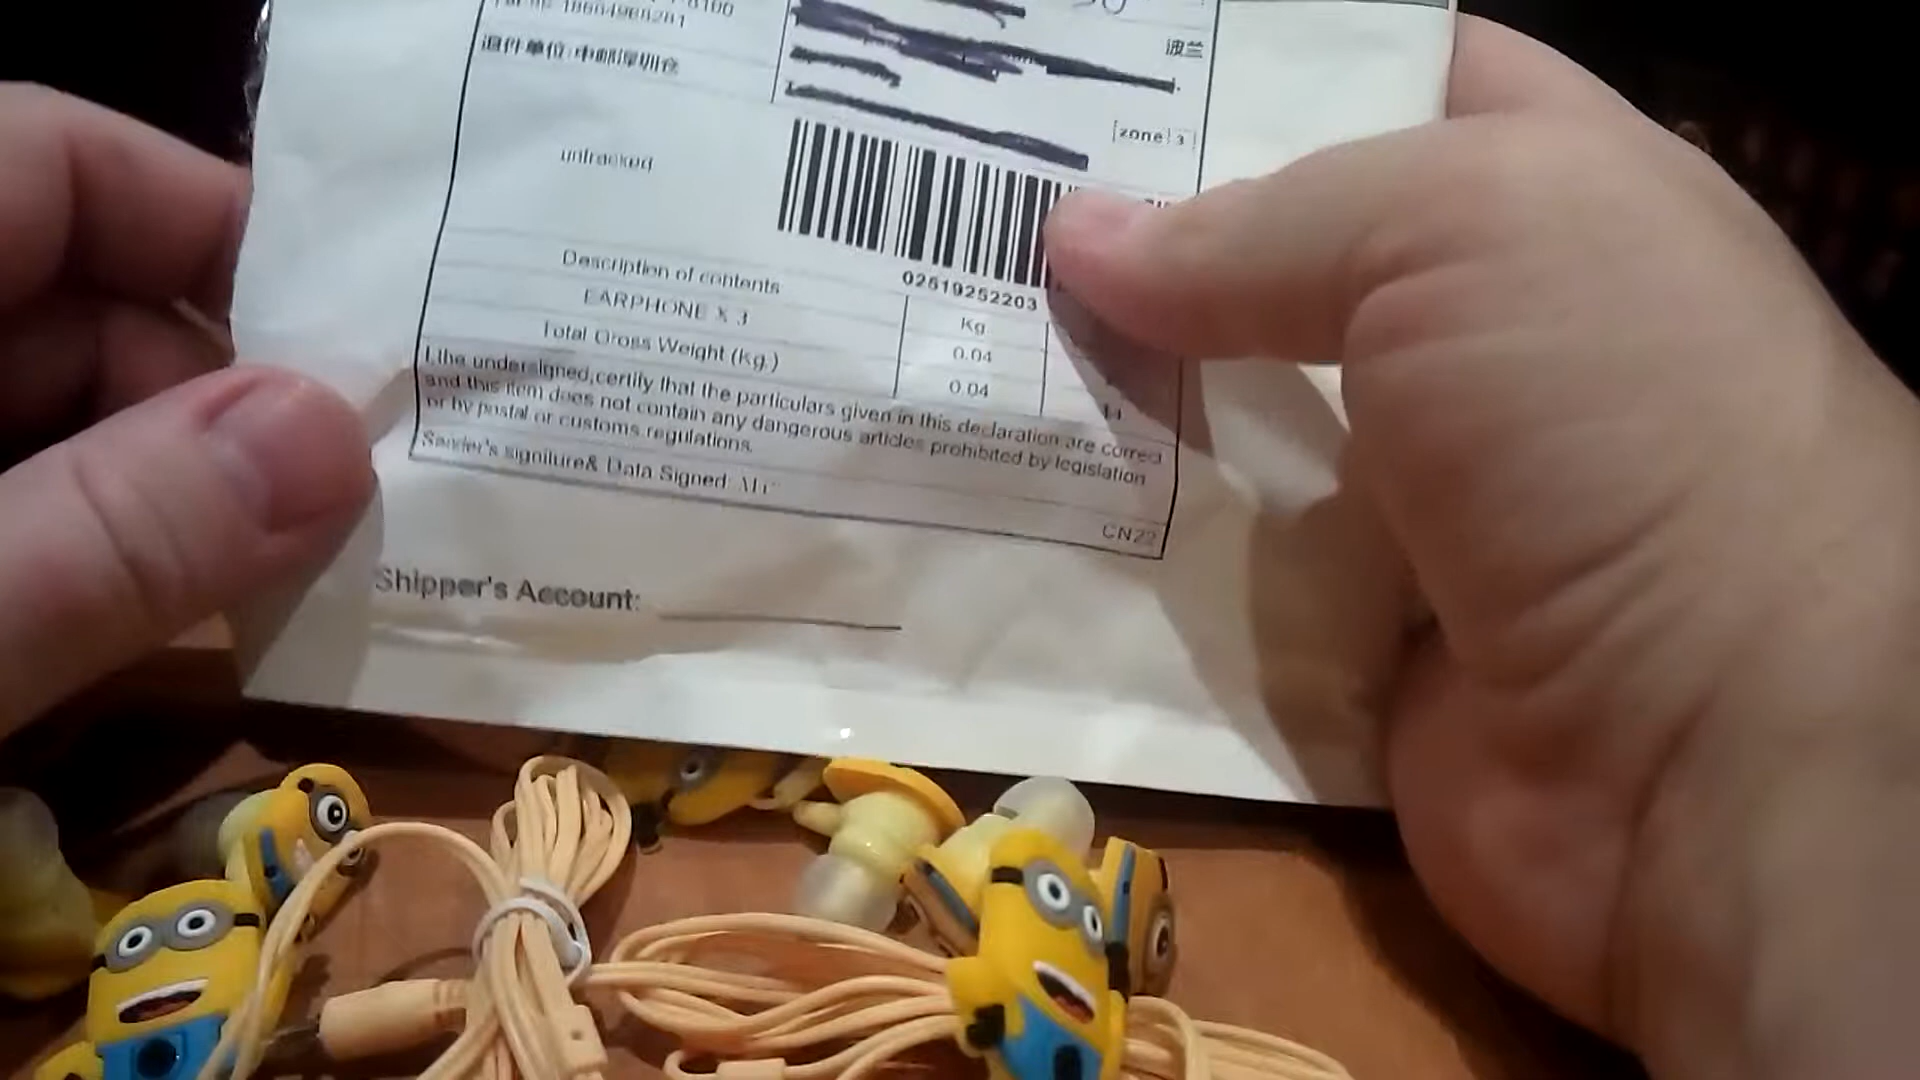 18664968281
波兰
退件单位:中邮深圳仓
[zone] 3
untracked
02519252203
Description of contents
Kg
EARPHONE X 3
0.04
Total Gross Weight (Kg.)
0.04
I,the undersigned,certify that the particulars given in this declaration are correct
and this item does not contain any dangerous articles prohibited by legislation
or by postal or customs regulations.
Sander's signiture& Data Signed:
CN22
Shipper's Account: